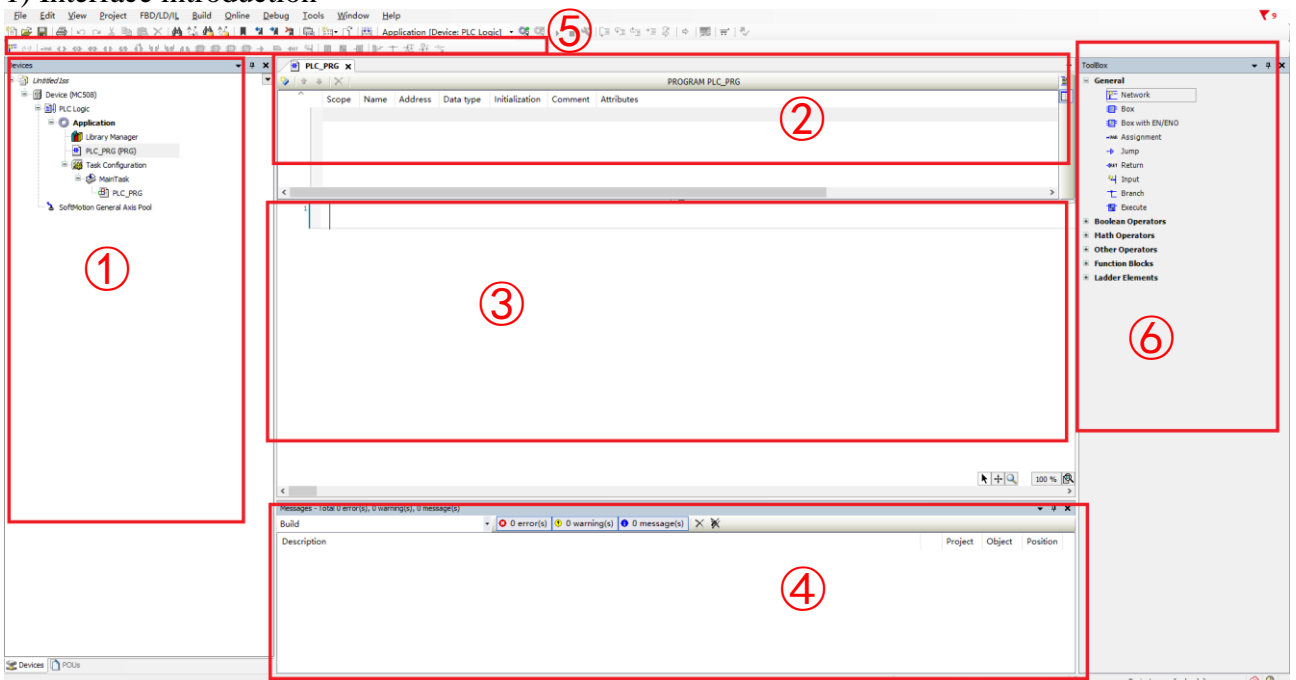 1) Interface introduction
File Edit View Project FBD/LD/IL Build Online Debug Tools Window Help
9
Application [Device: PLC Logic]
⑤
Devices
Untitled1ss
Device (MC508)
PLC Logic
Application
Library Manager
PLC_PRG (PRG)
Task Configuration
MainTask
PLC_PRG
SoftMotion General Axis Pool
①
Devices POUs
PLC_PRG
PROGRAM PLC_PRG
Scope Name Address Data type Initialization Comment Attributes
②
1
③
100 %
Messages - Total 0 error(s), 0 warning(s), 0 message(s)
Build 0 error(s) 0 warning(s) 0 message(s)
Description Project Object Position
④
ToolBox
General
Network
Box
Box with EN/ENO
Assignment
Jump
Return
Input
Branch
Execute
Boolean Operators
Math Operators
Other Operators
Function Blocks
Ladder Elements
⑥